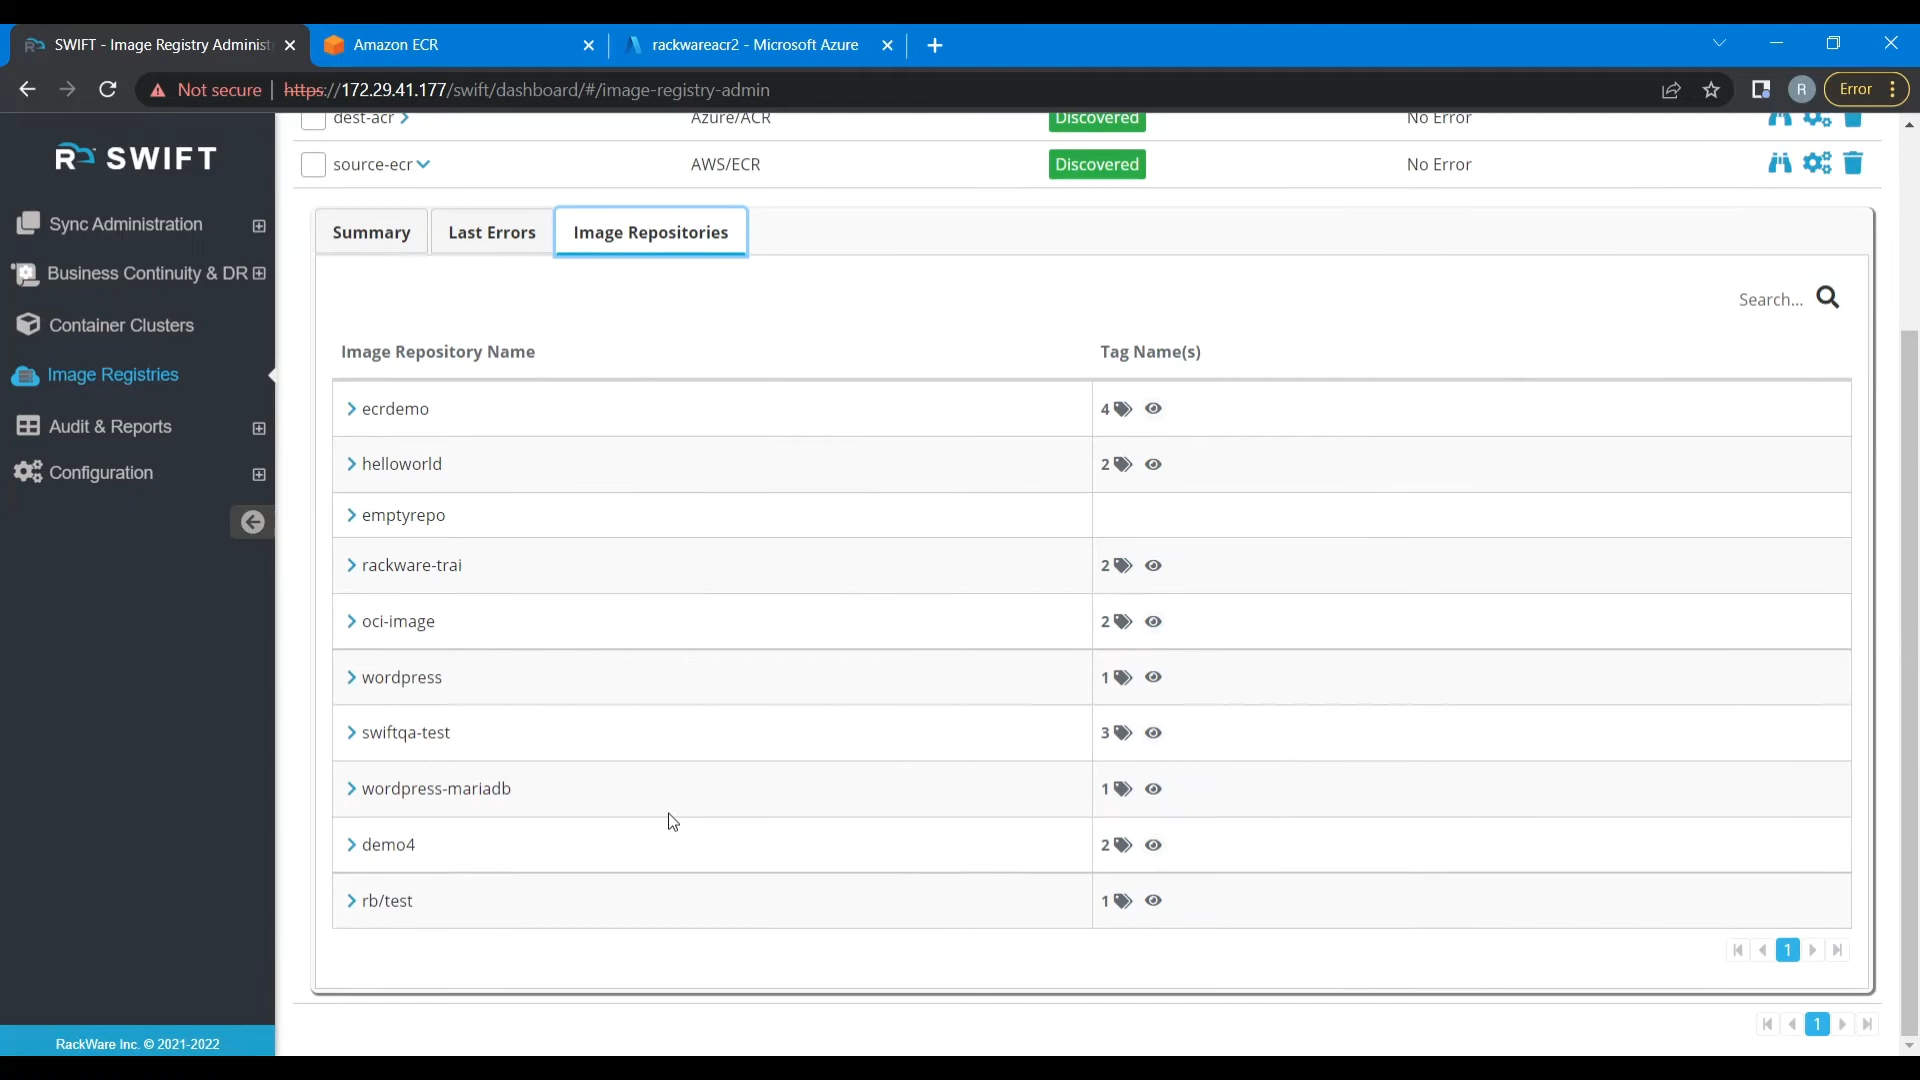 SWIFT - Image Registry Administ
Amazon ECR
rackwareacr2 - Microsoft Azure
Not secure
https://172.29.41.177/swift/dashboard/#/image-registry-admin
R
Error
SWIFT
Sync Administration
Business Continuity & DR
Container Clusters
Image Registries
Audit & Reports
Configuration
RackWare Inc. © 2021-2022
dest-acr Azure/ACR Discovered No Error
source-ecr AWS/ECR Discovered No Error
Summary Last Errors Image Repositories
Search...
Image Repository Name Tag Name(s)
ecrdemo 4
helloworld 2
emptyrepo
rackware-trai 2
oci-image 2
wordpress 1
swiftqa-test 3
wordpress-mariadb 1
demo4 2
rb/test 1
1
1